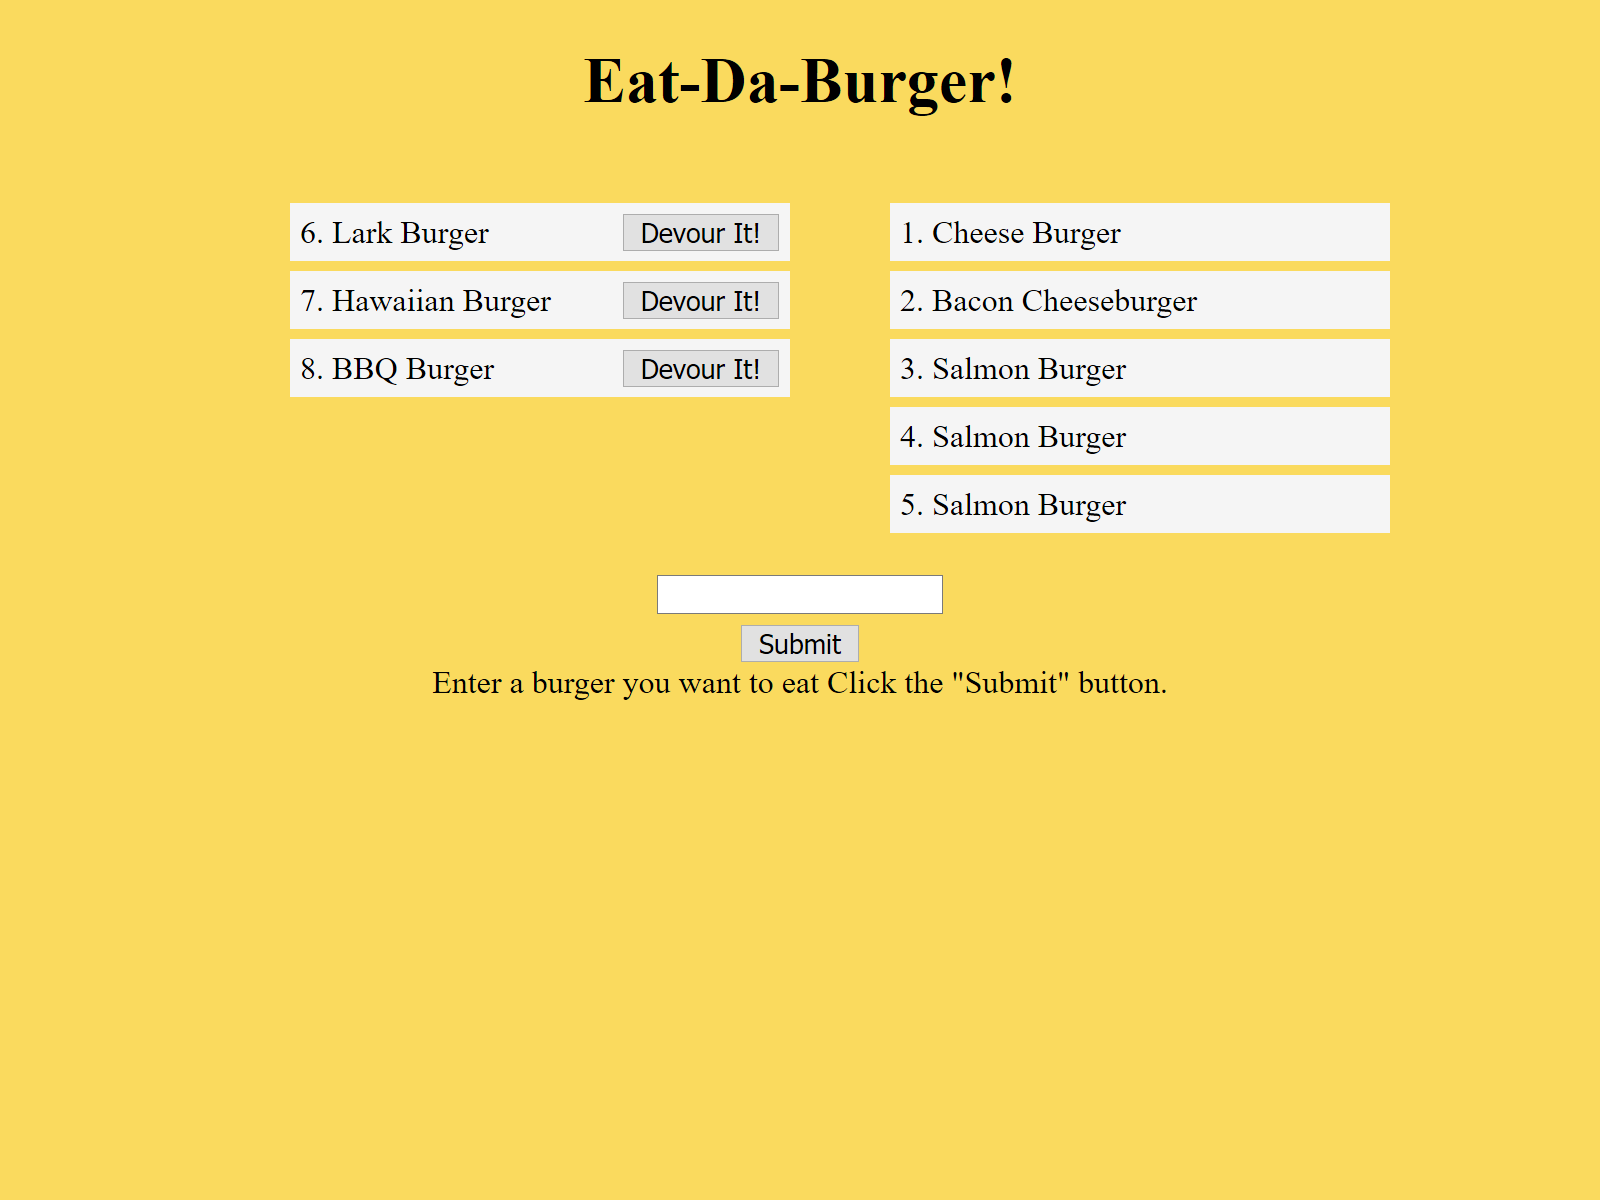 Eat-Da-Burger!
6. Lark Burger Devour It!
7. Hawaiian Burger Devour It!
8. BBQ Burger Devour It!
1. Cheese Burger
2. Bacon Cheeseburger
3. Salmon Burger
4. Salmon Burger
5. Salmon Burger
Submit
Enter a burger you want to eat Click the "Submit" button.